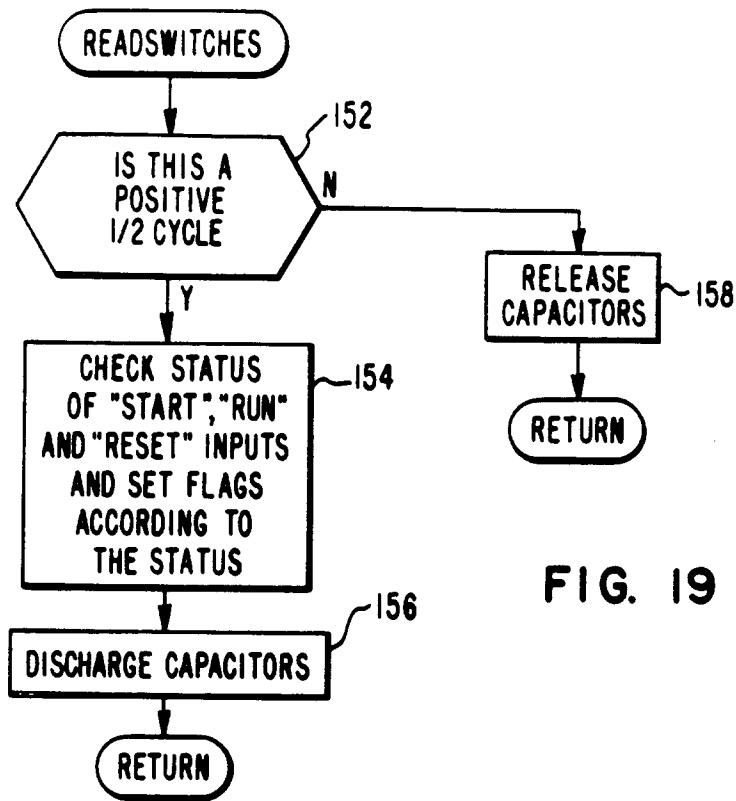 READSWITCHES
152
IS THIS A
POSITIVE
1/2 CYCLE
N
Y
RELEASE
CAPACITORS
158
RETURN
CHECK STATUS
OF "START", "RUN"
AND "RESET" INPUTS
AND SET FLAGS
ACCORDING TO
THE STATUS
154
FIG. 19
156
DISCHARGE CAPACITORS
RETURN